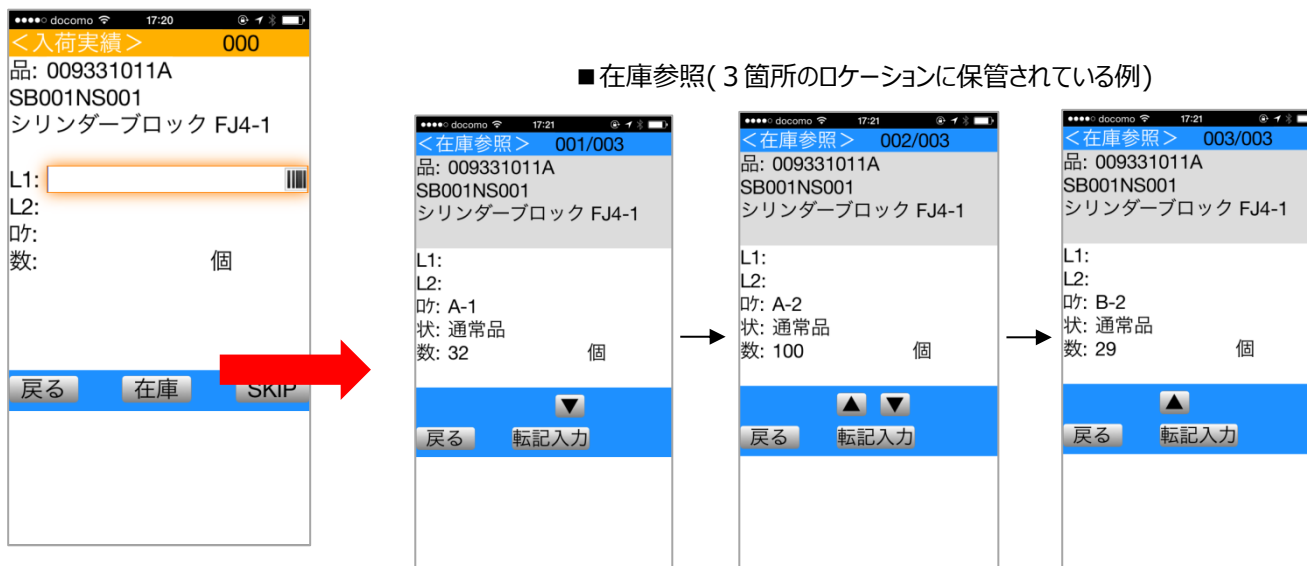 ●●●●○ docomo 17:20
＜入荷実績＞ 000
品: 009331011A
SB001NS001
シリンダーブロック FJ4-1
L1:
L2:
ﾛｹ:
数: 個
戻る 在庫 SKIP
■在庫参照(３箇所のロケーションに保管されている例)
●●●●○ docomo 17:21
＜在庫参照＞ 001/003
品: 009331011A
SB001NS001
シリンダーブロック FJ4-1
L1:
L2:
ﾛｹ: A-1
状: 通常品
数: 32 個
▼
戻る 転記入力
●●●●○ docomo 17:21
＜在庫参照＞ 002/003
品: 009331011A
SB001NS001
シリンダーブロック FJ4-1
L1:
L2:
ﾛｹ: A-2
状: 通常品
数: 100 個
▲ ▼
戻る 転記入力
●●●●○ docomo 17:21
＜在庫参照＞ 003/003
品: 009331011A
SB001NS001
シリンダーブロック FJ4-1
L1:
L2:
ﾛｹ: B-2
状: 通常品
数: 29 個
▲
戻る 転記入力